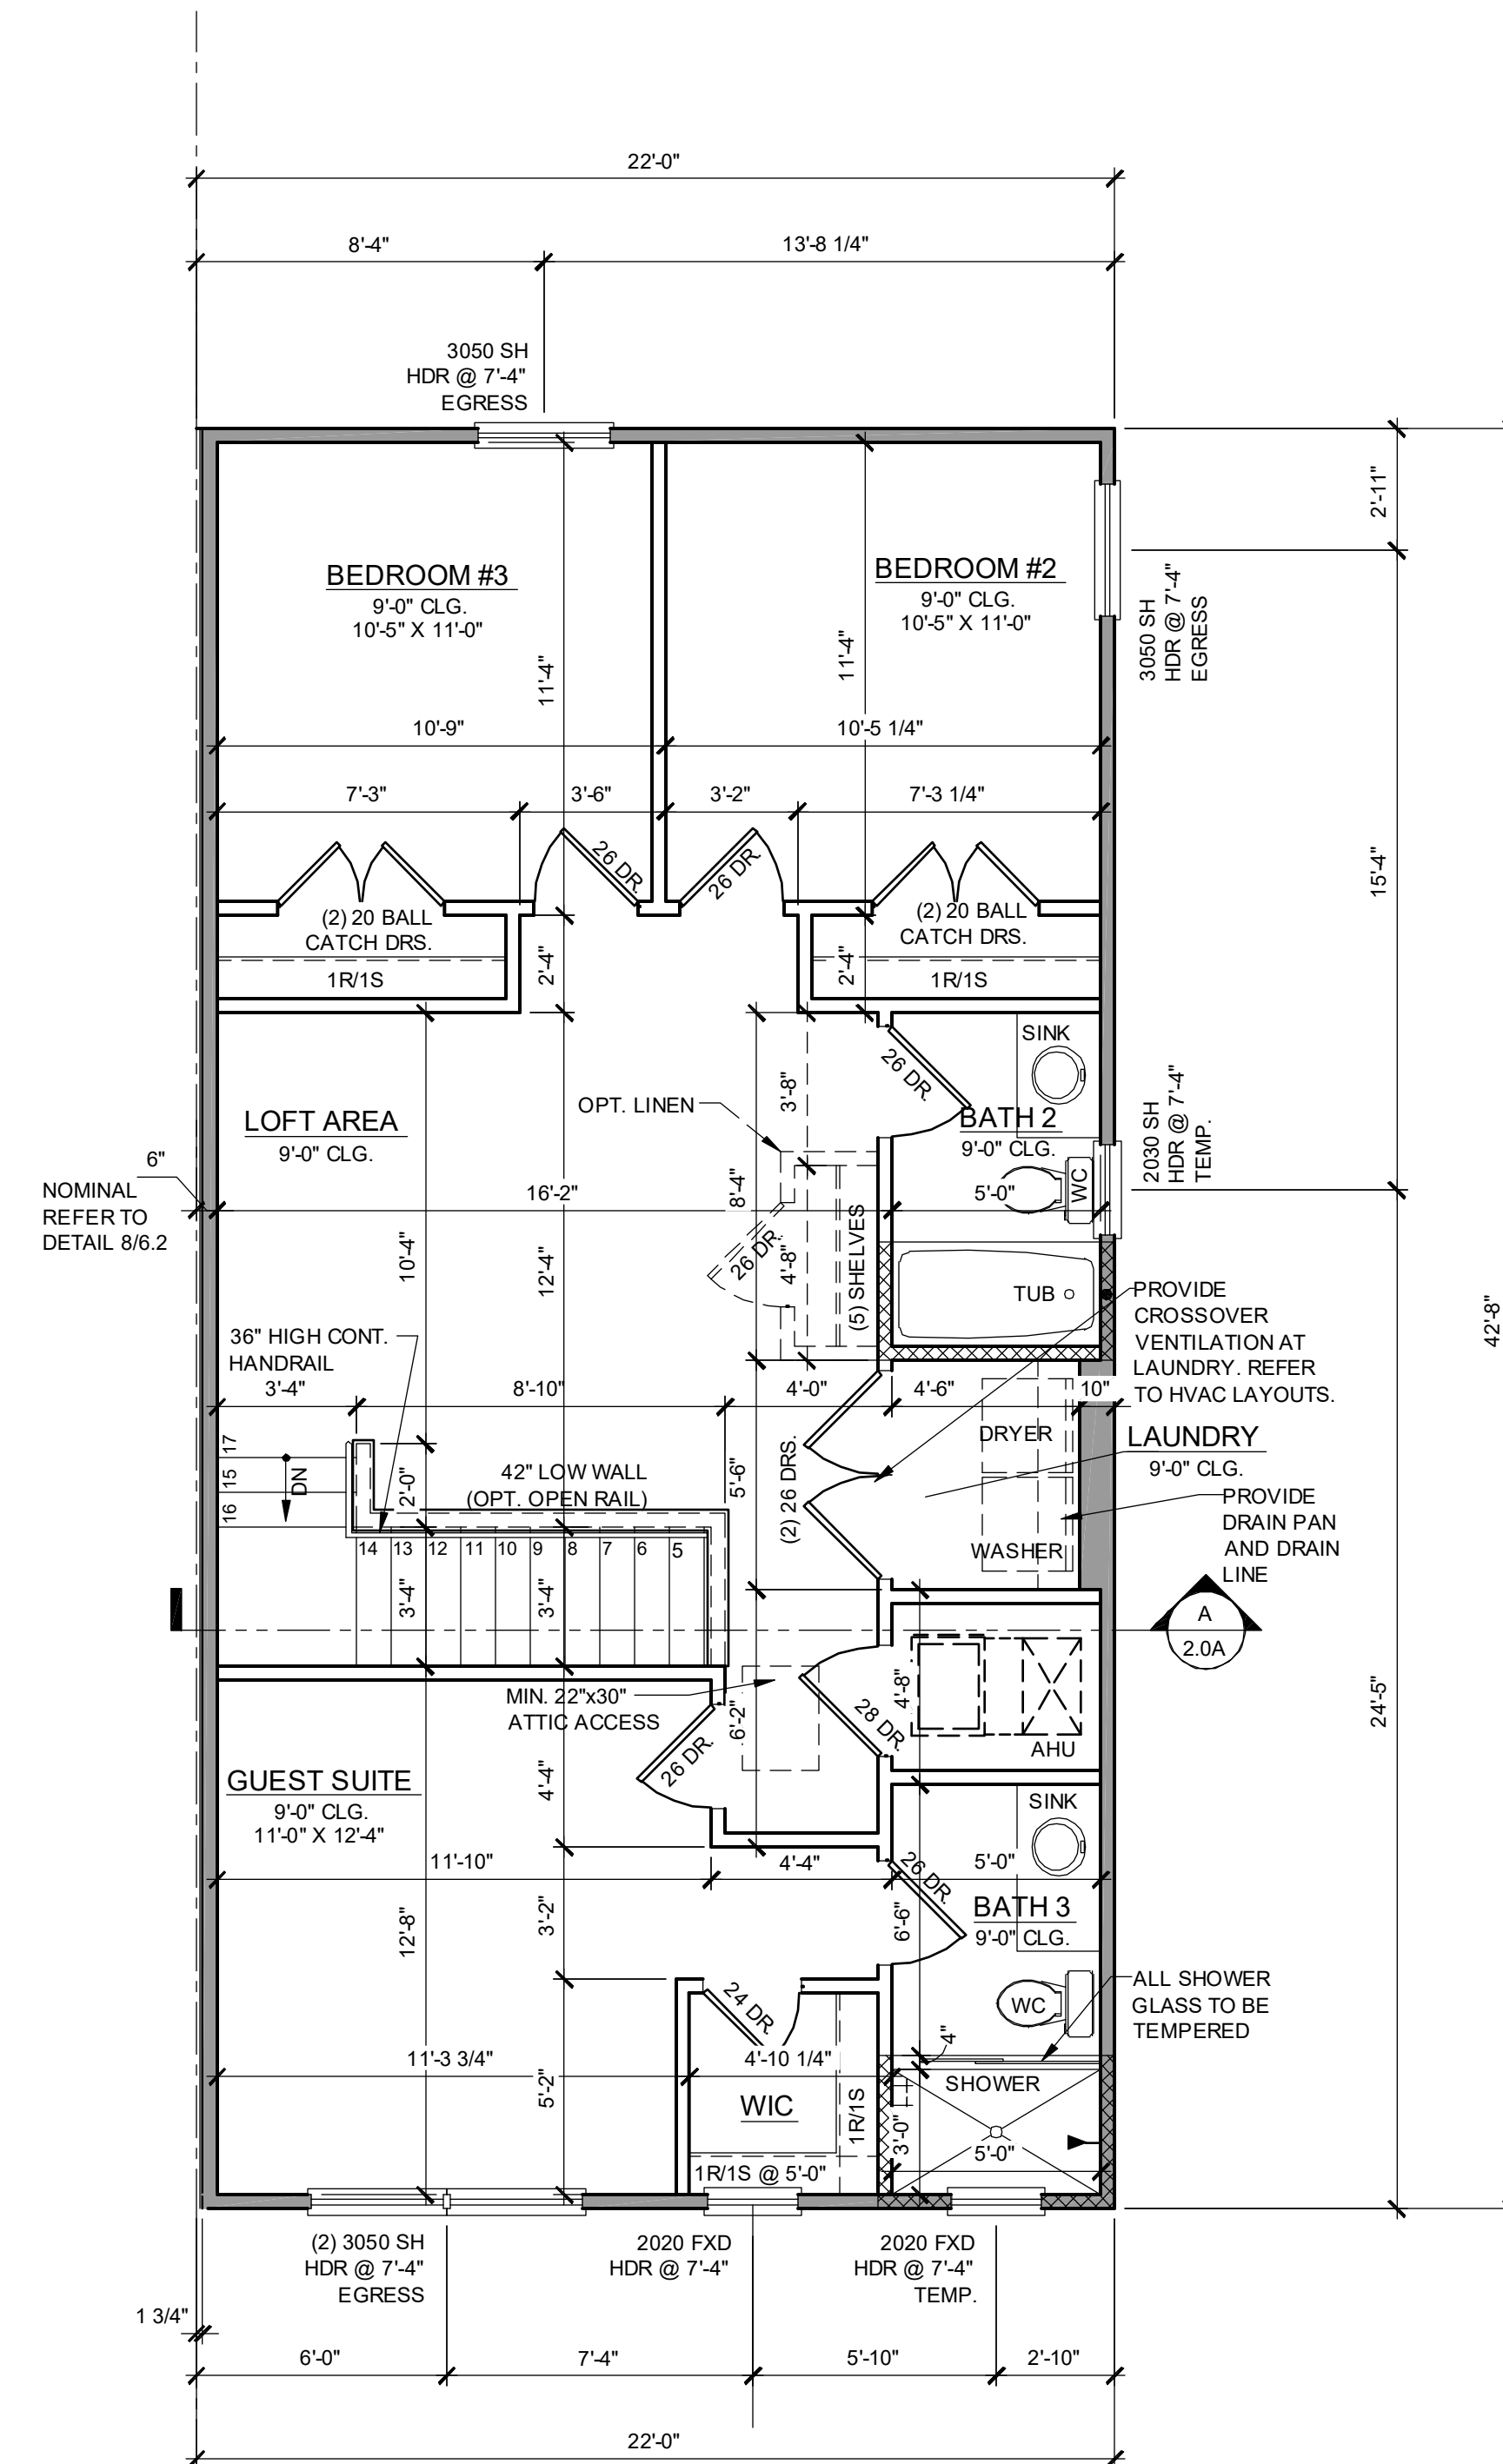 22'-0"
8'-4"
13'-8 1/4"
3050 SH
HDR @ 7'-4"
EGRESS
2'-11"
BEDROOM #3
9'-0" CLG.
10'-5" X 11'-0"
BEDROOM #2
9'-0" CLG.
10'-5" X 11'-0"
3050 SH
HDR @ 7'-4"
EGRESS
11'-4"
11'-4"
10'-9"
10'-5 1/4"
7'-3"
3'-6"
3'-2"
7'-3 1/4"
26 DR.
26 DR.
15'-4"
(2) 20 BALL
CATCH DRS.
1R/1S
2'-4"
2'-4"
(2) 20 BALL
CATCH DRS.
1R/1S
SINK
26 DR.
3'-8"
OPT. LINEN
LOFT AREA
9'-0" CLG.
BATH 2
9'-0" CLG.
2030 SH
HDR @ 7'-4"
TEMP.
6"
NOMINAL
REFER TO
DETAIL 8/6.2
16'-2"
8'-4"
5'-0"
WC
10'-4"
12'-4"
26 DR.
4'-8"
(5) SHELVES
TUB
PROVIDE
CROSSOVER
VENTILATION AT
LAUNDRY. REFER
TO HVAC LAYOUTS.
42'-8"
36" HIGH CONT.
HANDRAIL
3'-4"
8'-10"
4'-0"
4'-6"
10"
DRYER
LAUNDRY
9'-0" CLG.
17
15
16
DN
2'-0"
42" LOW WALL
(OPT. OPEN RAIL)
5'-6"
(2) 26 DRS.
PROVIDE
DRAIN PAN
AND DRAIN
LINE
WASHER
14
13
12
11
10
9
8
7
6
5
3'-4"
3'-4"
A
2.0A
MIN. 22"x30"
ATTIC ACCESS
6'-2"
4'-8"
28 DR.
AHU
24'-5"
26 DR.
GUEST SUITE
9'-0" CLG.
11'-0" X 12'-4"
4'-4"
SINK
11'-10"
4'-4"
26 DR.
5'-0"
BATH 3
9'-0" CLG.
12'-8"
3'-2"
6'-6"
24 DR.
WC
ALL SHOWER
GLASS TO BE
TEMPERED
4"
11'-3 3/4"
4'-10 1/4"
5'-2"
SHOWER
WIC
1R/1S
3'-0"
5'-0"
1R/1S @ 5'-0"
(2) 3050 SH
HDR @ 7'-4"
EGRESS
2020 FXD
HDR @ 7'-4"
2020 FXD
HDR @ 7'-4"
TEMP.
1 3/4"
6'-0"
7'-4"
5'-10"
2'-10"
22'-0"